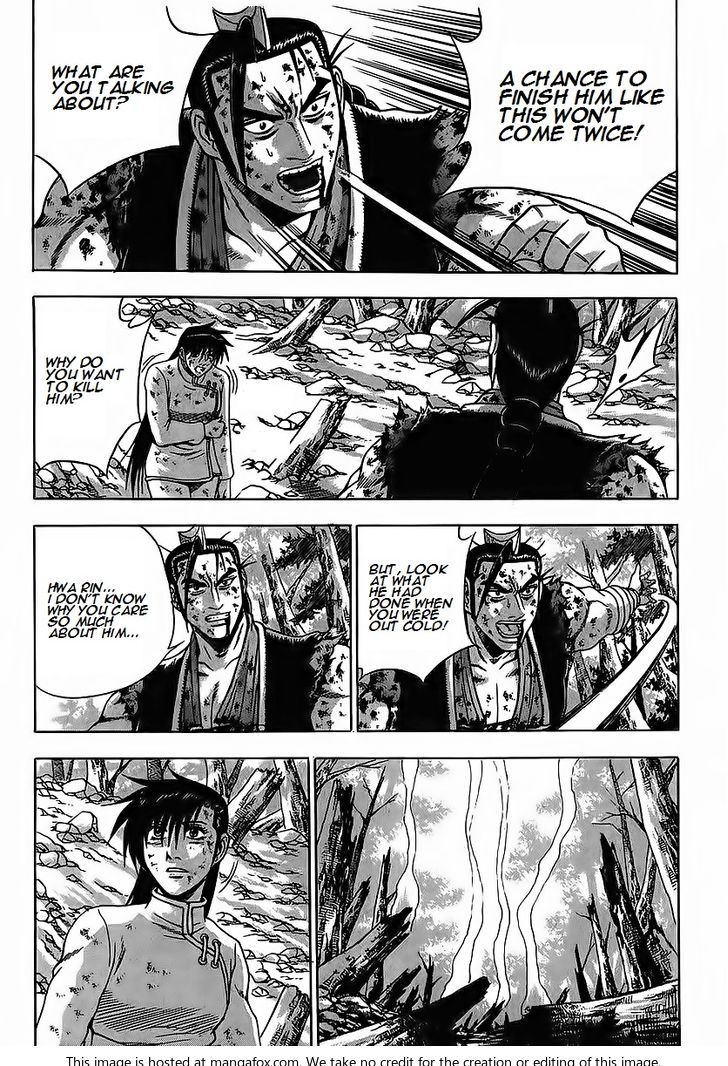 WHAT ARE
YOU TALKING
ABOUT?
A CHANCE TO
FINISH HIM LIKE
THIS WON'T
COME TWICE!
WHY DO
YOU WANT
TO KILL
HIM?
!
HWA RIN...
I DON'T KNOW
WHY YOU CARE
SO MUCH
ABOUT HIM...
BUT, LOOK
AT WHAT
HE HAD
DONE WHEN
YOU WERE
OUT COLD!
This image is hosted at mangafox.com. We take no credit for the creation or editing of this image.